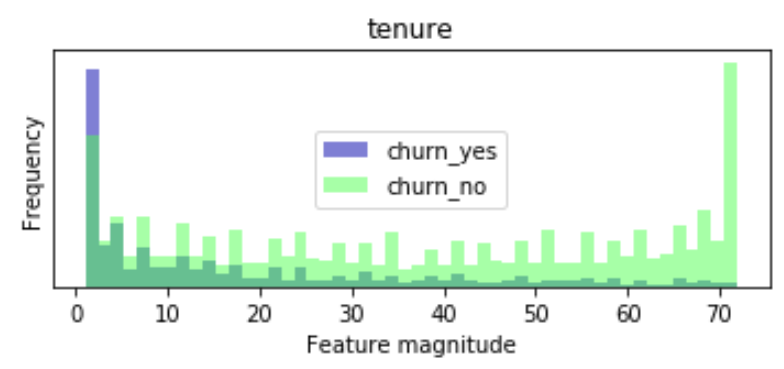 tenure
Frequency
churn_yes
churn_no
0 10 20 30 40 50 60 70
Feature magnitude